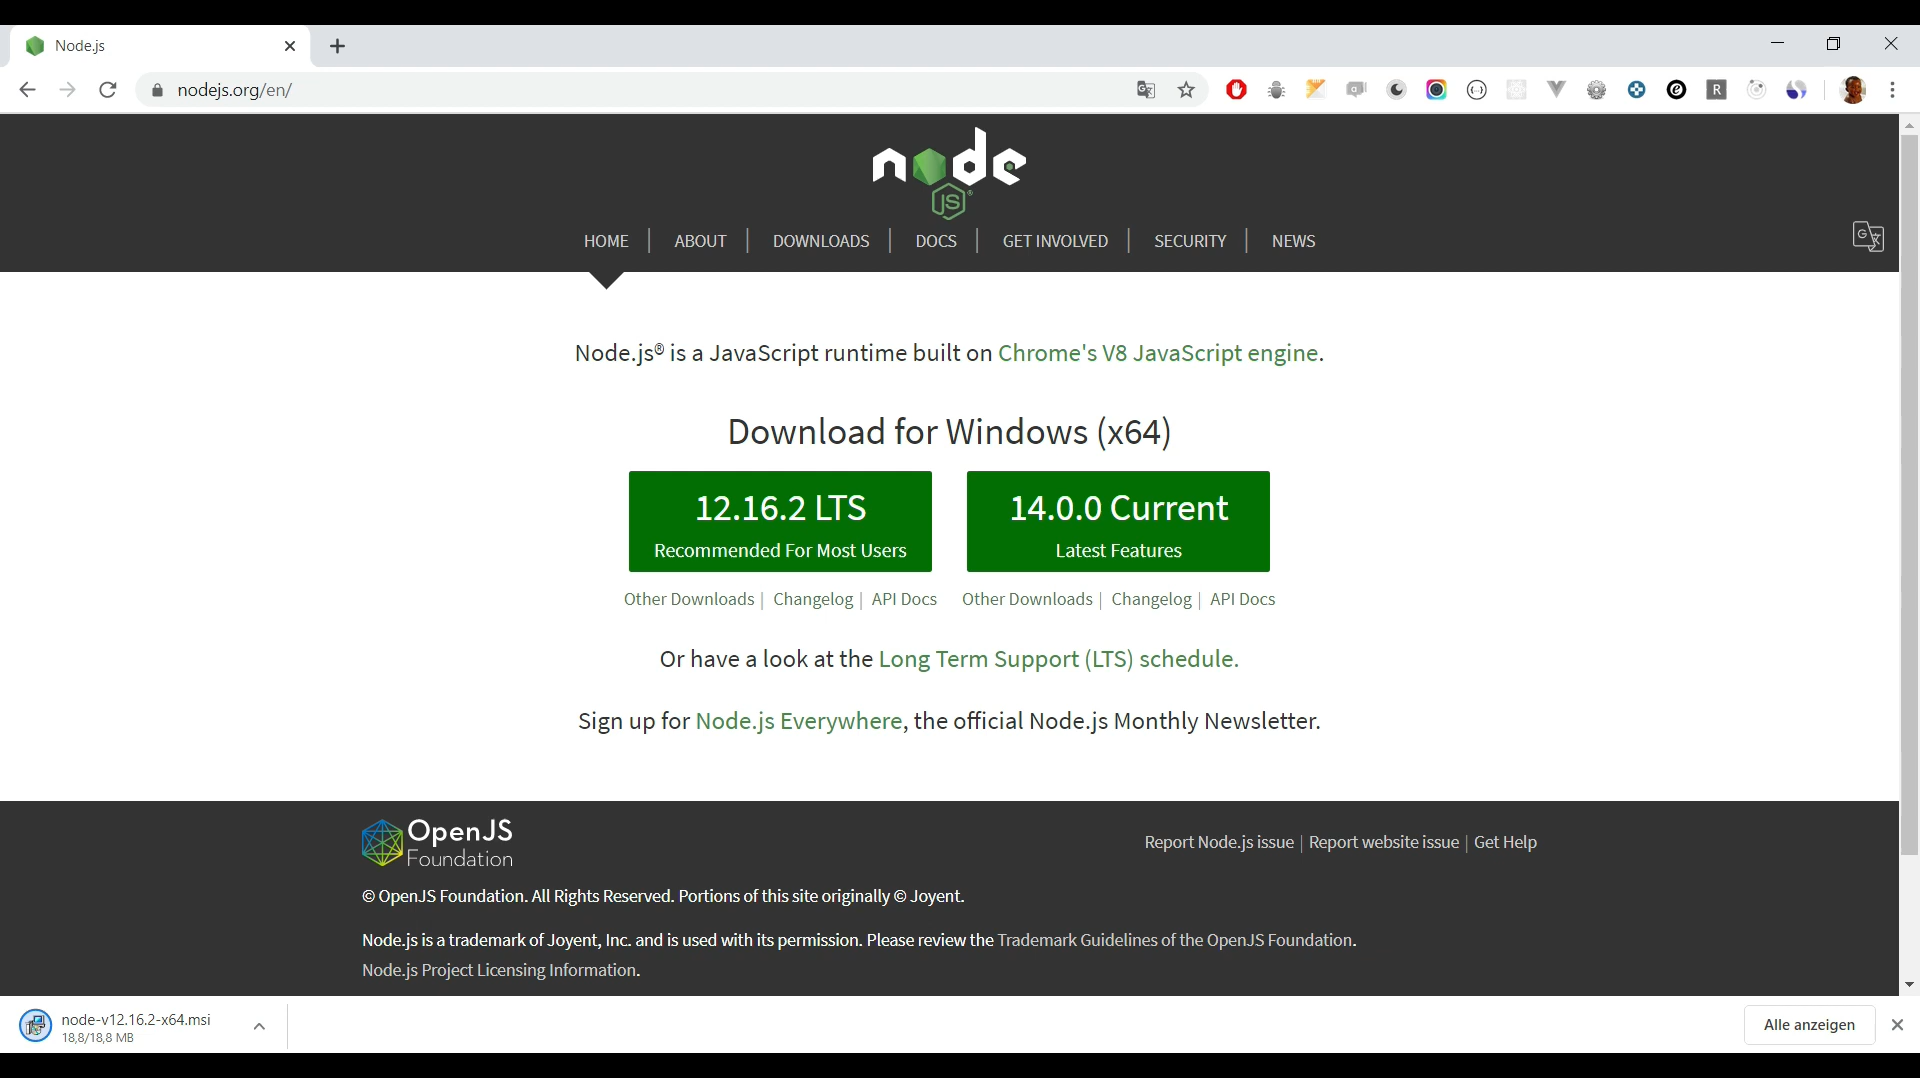 Node.js
nodejs.org/en/
node
JS
HOME | ABOUT | DOWNLOADS | DOCS | GET INVOLVED | SECURITY | NEWS
Node.js® is a JavaScript runtime built on Chrome's V8 JavaScript engine.
Download for Windows (x64)
12.16.2 LTS
Recommended For Most Users
14.0.0 Current
Latest Features
Other Downloads | Changelog | API Docs
Other Downloads | Changelog | API Docs
Or have a look at the Long Term Support (LTS) schedule.
Sign up for Node.js Everywhere, the official Node.js Monthly Newsletter.
OpenJS
Foundation
Report Node.js issue | Report website issue | Get Help
© OpenJS Foundation. All Rights Reserved. Portions of this site originally © Joyent.
Node.js is a trademark of Joyent, Inc. and is used with its permission. Please review the Trademark Guidelines of the OpenJS Foundation.
Node.js Project Licensing Information.
node-v12.16.2-x64.msi
18,8/18,8 MB
Alle anzeigen